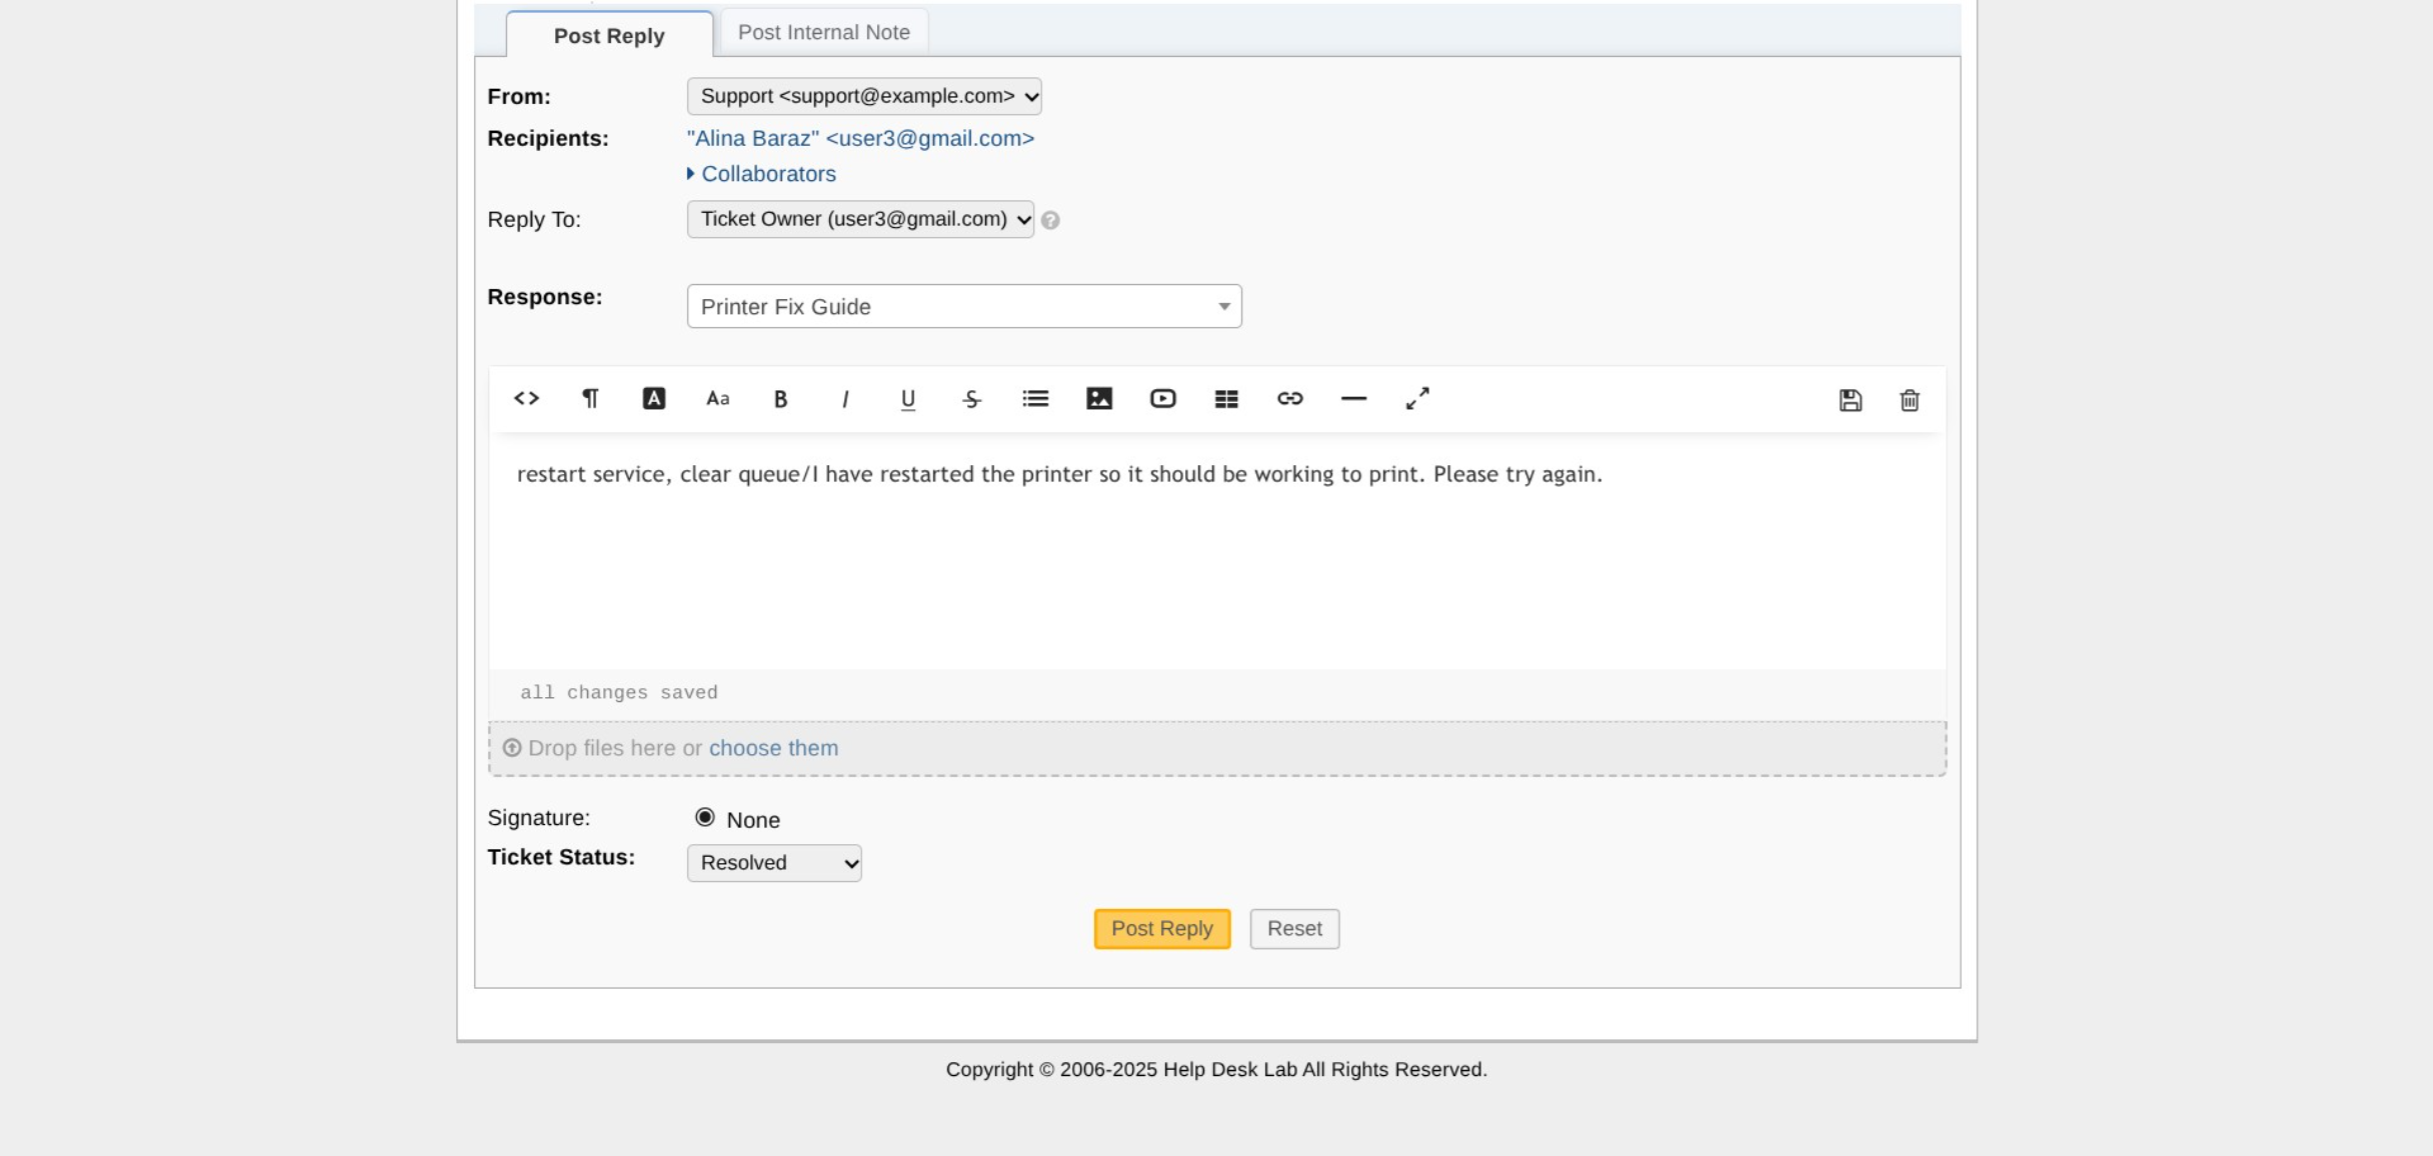 Post Reply
Post Internal Note
From:
Support <support@example.com>
Recipients:
"Alina Baraz" <user3@gmail.com>
Collaborators
Reply To:
Ticket Owner (user3@gmail.com)
Response:
Printer Fix Guide
restart service, clear queue/I have restarted the printer so it should be working to print. Please try again.
all changes saved
Drop files here or choose them
Signature:
None
Ticket Status:
Resolved
Post Reply
Reset
Copyright © 2006-2025 Help Desk Lab All Rights Reserved.